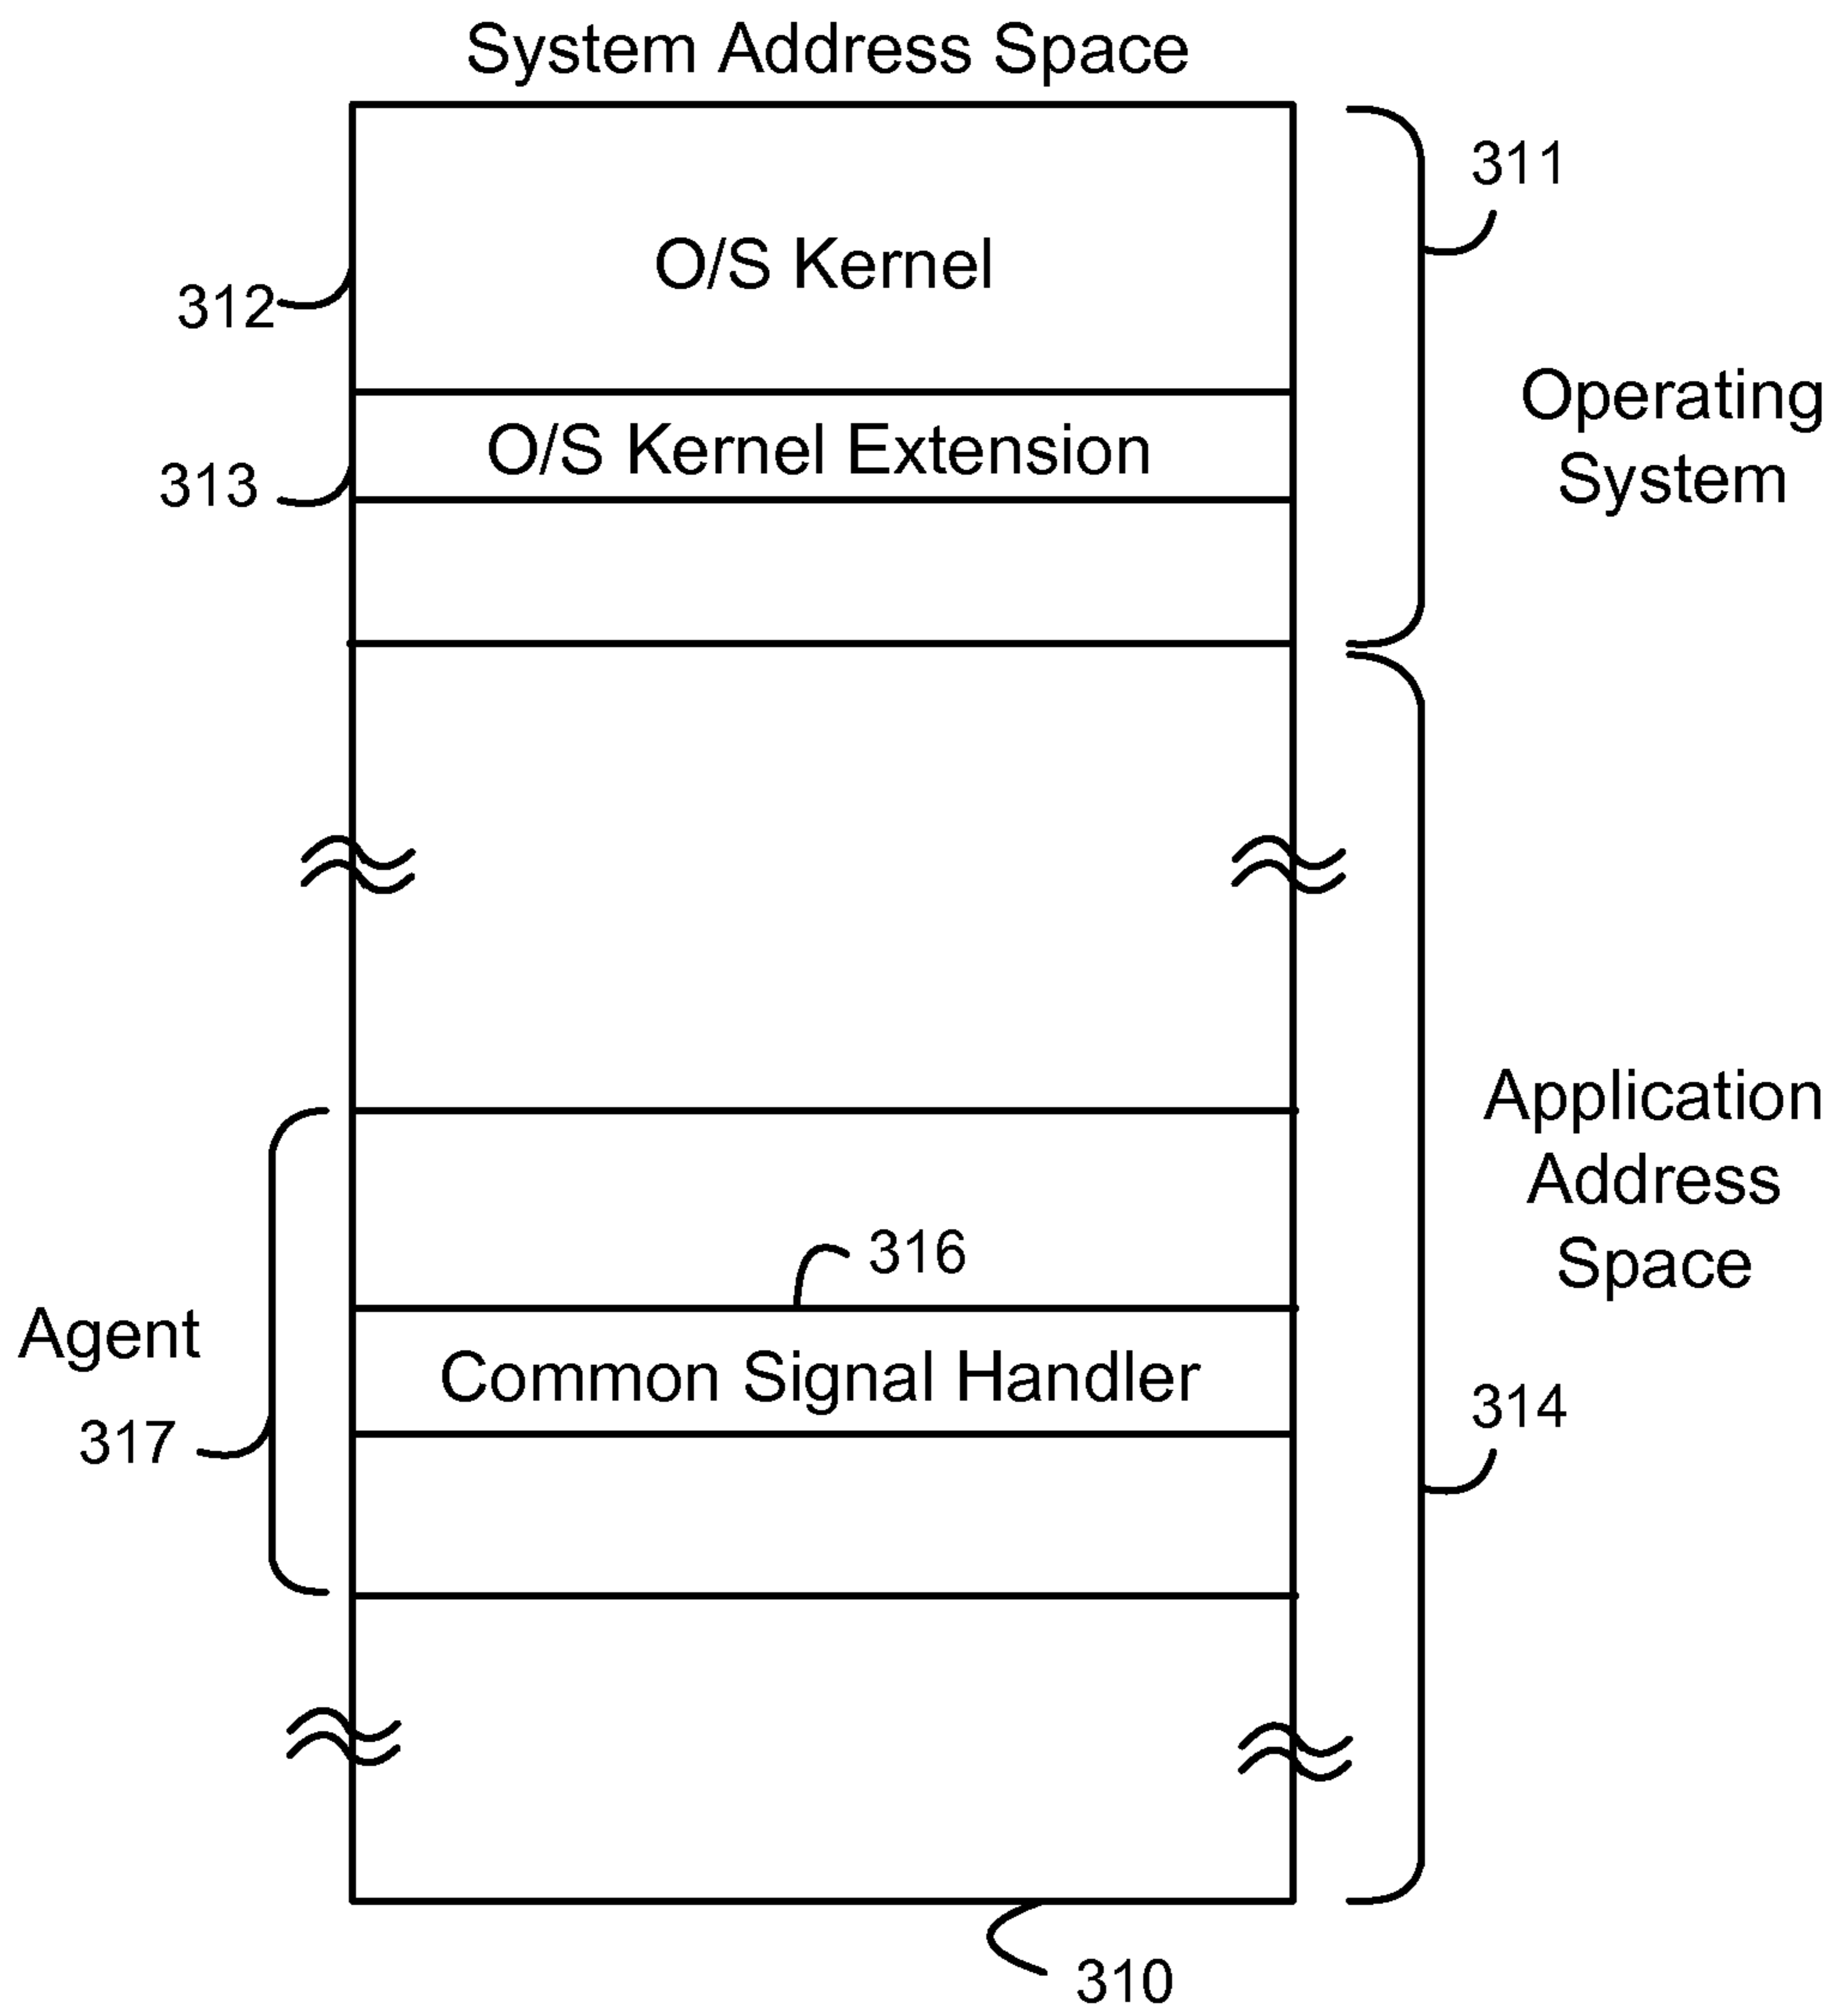 System Address Space
311
O/S Kernel
312
Operating
System
O/S Kernel Extension
313
Application
Address
Space
316
Agent
317
Common Signal Handler
314
310